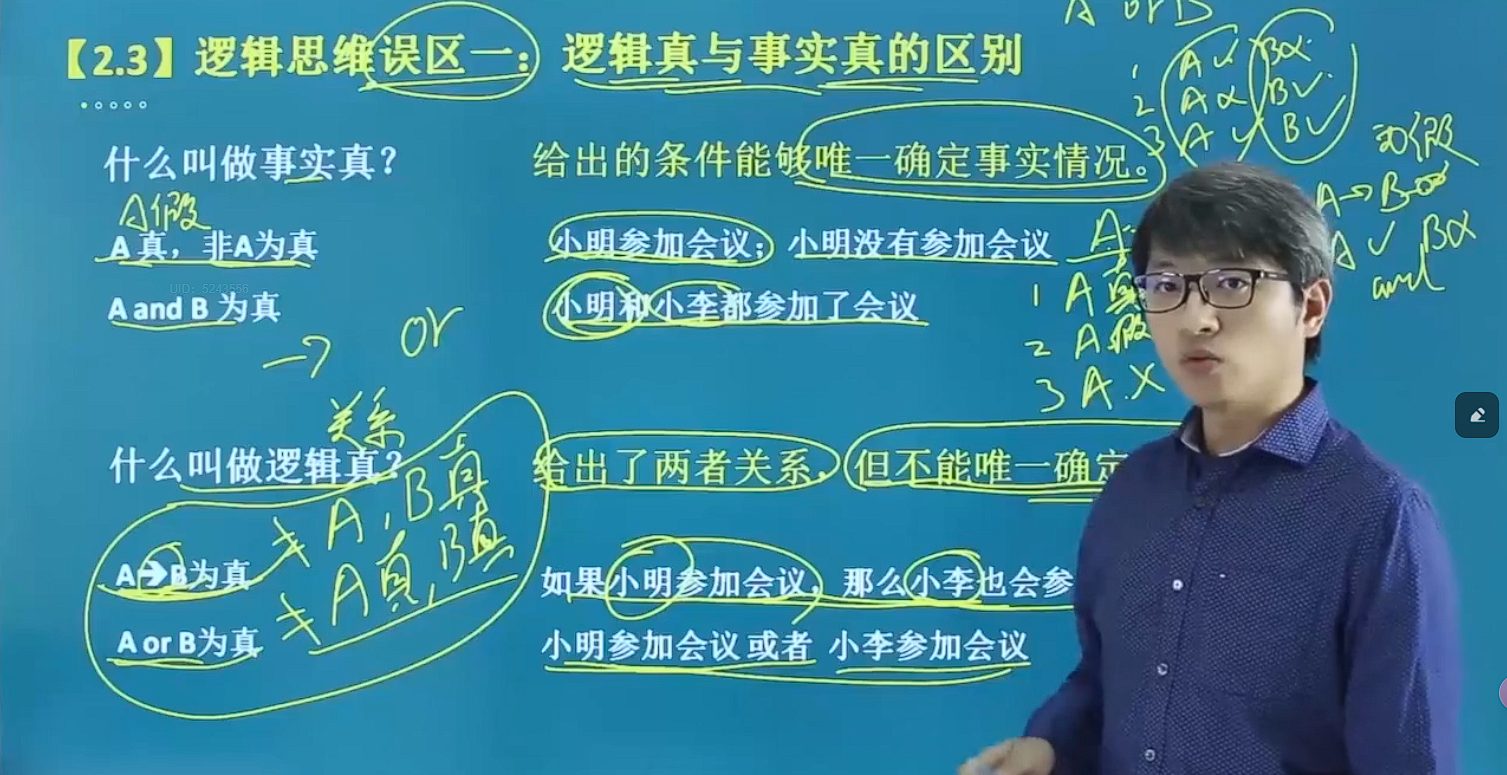 【2.3】逻辑思维误区一：逻辑真与事实真的区别
A or B
1 A✓ B×
2 A× B✓
3 A✓ B✓
什么叫做事实真？
给出的条件能够唯一确定事实情况。
A假
A真，非A为真
小明参加会议；小明没有参加会议
UID: 5243556
A and B 为真
小明和小李都参加了会议
→ or
1 A真
2 A假
3 A ×
A→B
A✓ B×
and
关系
什么叫做逻辑真？
给出了两者关系，但不能唯一确定
≠ A，B真
A→B为真
如果小明参加会议，那么小李也会参
≠ A真，B真
A or B为真
小明参加会议 或者 小李参加会议